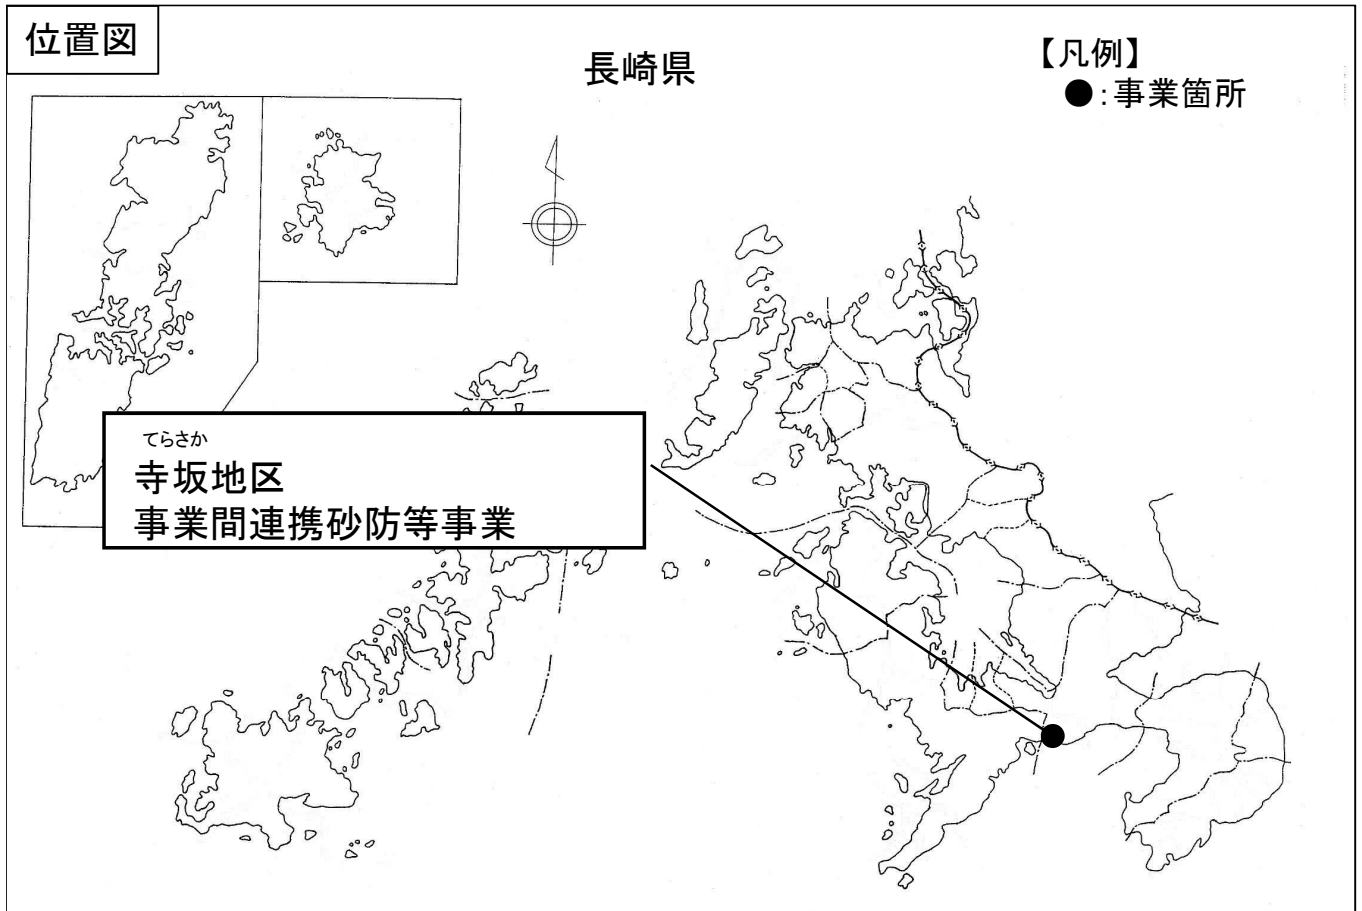 位置図
長崎県
【凡例】
●:事業箇所
てらさか
寺坂地区
事業間連携砂防等事業